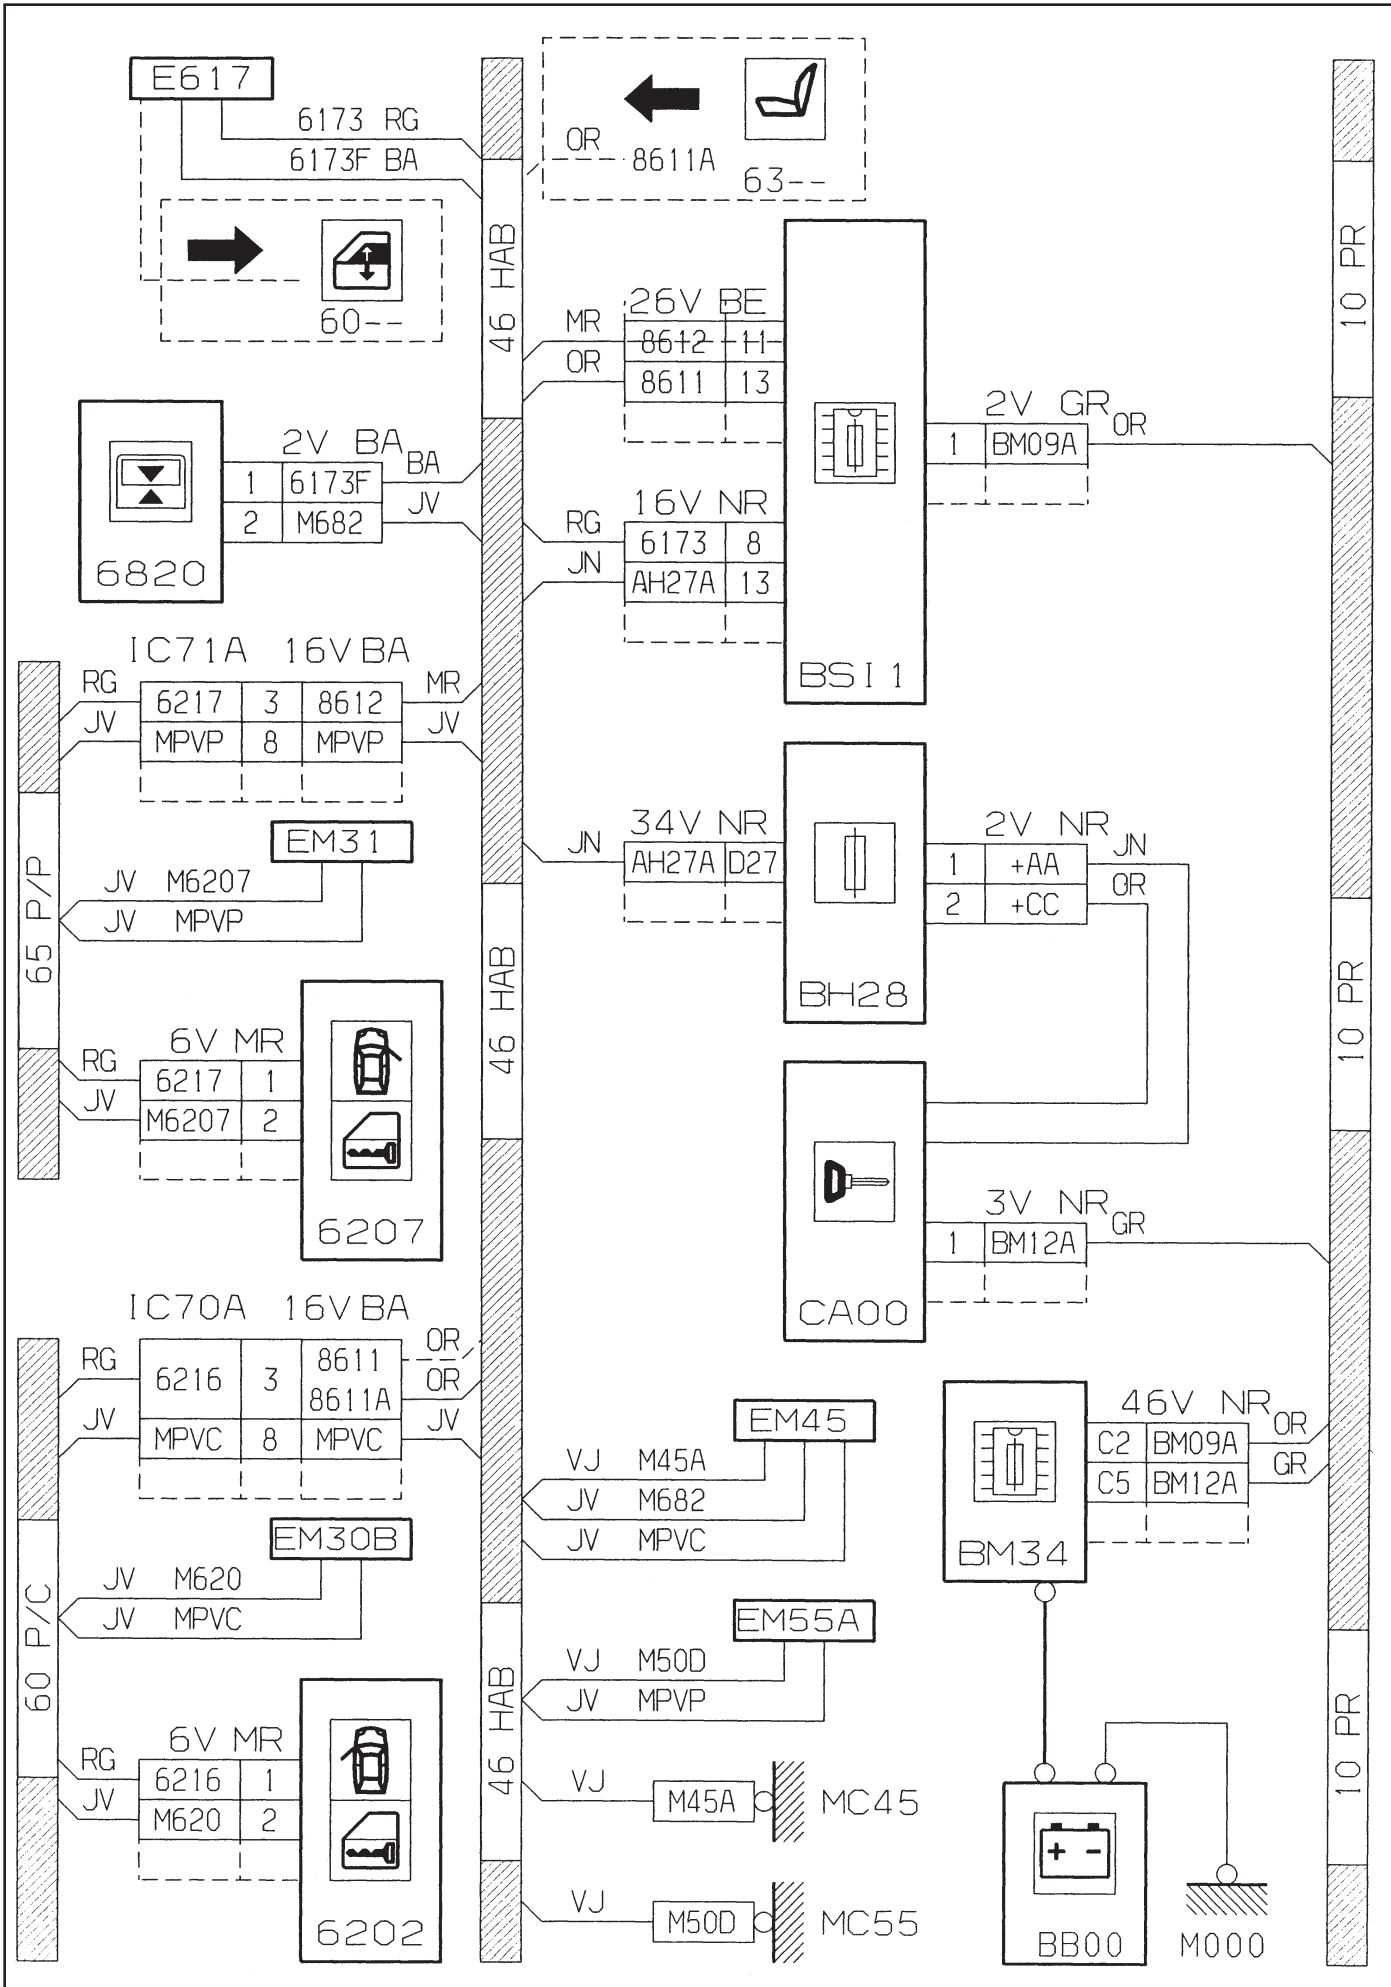 E617
6173 RG
6173F BA
60--
OR
8611A
63--
46 HAB
10 PR
26V BE
MR 8612 11
OR 8611 13
2V GR
1 BM09A OR
16V NR
RG 6173 8
JN AH27A 13
BSI1
2V BA
1 6173F BA
2 M682 JV
6820
IC71A 16V BA
RG 6217 3 8612 MR
JV MPVP 8 MPVP JV
EM31
JV M6207
JV MPVP
65 P/P
34V NR
JN AH27A D27
2V NR
1 +AA JN
2 +CC OR
BH28
46 HAB
10 PR
6V MR
RG 6217 1
JV M6207 2
6207
3V NR
1 BM12A GR
CA00
IC70A 16V BA
RG 6216 3 8611 OR
8611A OR
JV MPVC 8 MPVC JV
EM45
VJ M45A
JV M682
JV MPVC
46V NR
C2 BM09A OR
C5 BM12A GR
BM34
EM30B
JV M620
JV MPVC
60 P/C
EM55A
VJ M50D
JV MPVP
46 HAB
10 PR
6V MR
RG 6216 1
JV M620 2
6202
VJ M45A MC45
VJ M50D MC55
+ -
BB00
M000